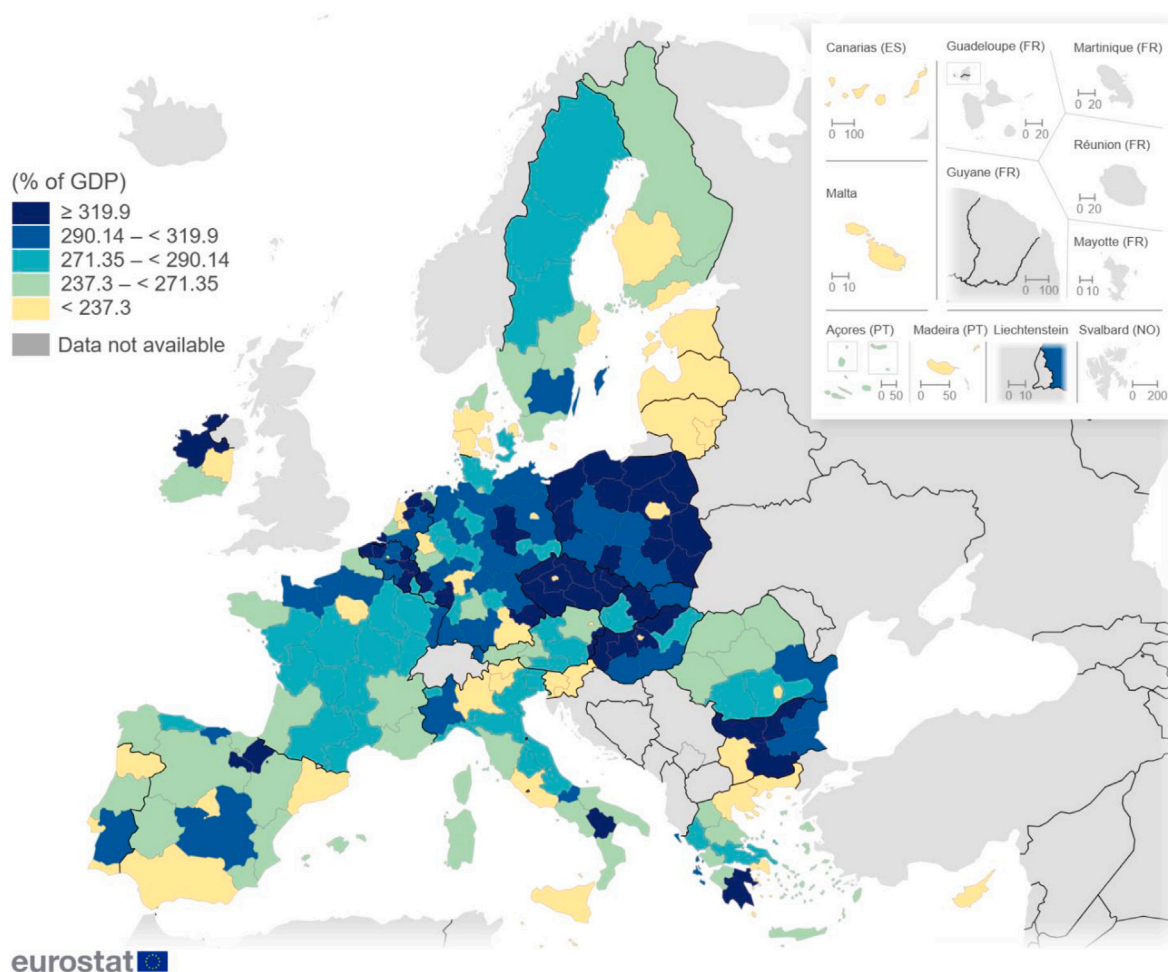 (% of GDP)
≥ 319.9
290.14 – < 319.9
271.35 – < 290.14
237.3 – < 271.35
< 237.3
Data not available
Canarias (ES)
0 100
Guadeloupe (FR)
0 20
Martinique (FR)
0 20
Réunion (FR)
0 20
Guyane (FR)
0 100
Malta
0 10
Mayotte (FR)
0 10
Açores (PT)
0 50
Madeira (PT)
0 50
Liechtenstein
0 10
Svalbard (NO)
0 200
eurostat